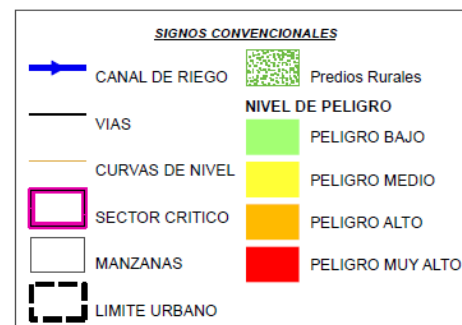 SIGNOS CONVENCIONALES
CANAL DE RIEGO
VIAS
CURVAS DE NIVEL
SECTOR CRITICO
MANZANAS
LIMITE URBANO
Predios Rurales
NIVEL DE PELIGRO
PELIGRO BAJO
PELIGRO MEDIO
PELIGRO ALTO
PELIGRO MUY ALTO